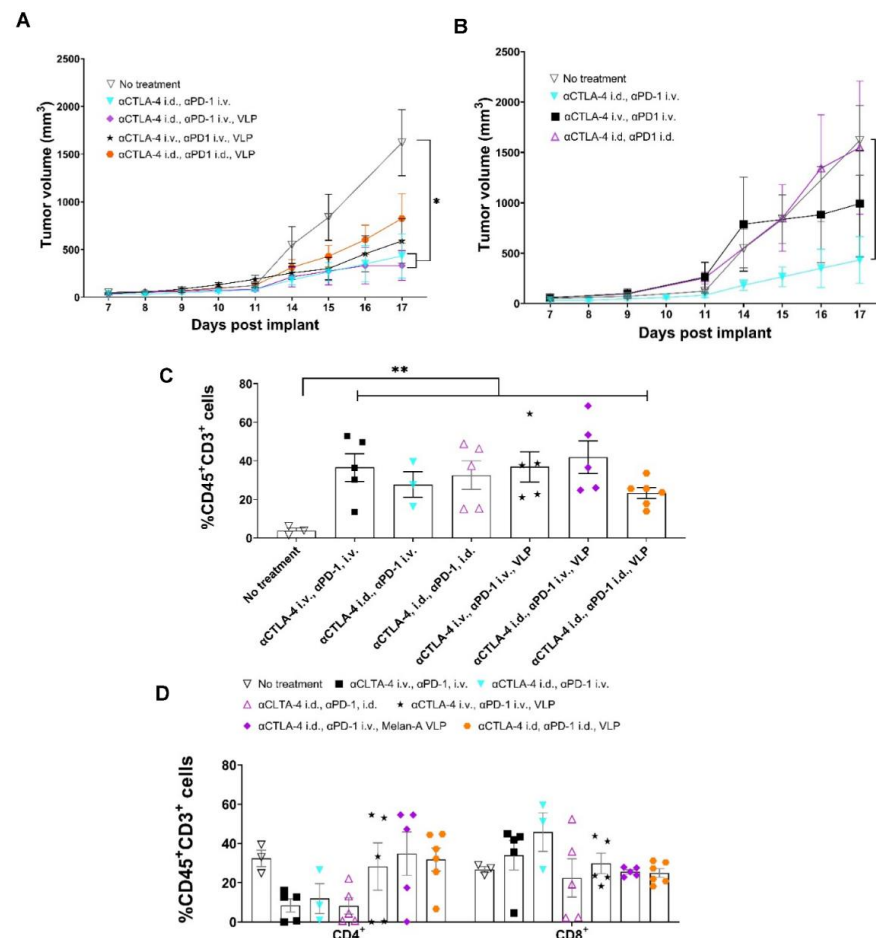 A
Tumor volume (mm³)
2500
2000
1500
1000
500
0
No treatment
αCTLA-4 i.d., αPD-1 i.v.
αCTLA-4 i.d., αPD-1 i.v., VLP
αCTLA-4 i.v., αPD1 i.v., VLP
αCTLA-4 i.d., αPD1 i.d., VLP
*
7 8 9 10 11 14 15 16 17
Days post implant
B
Tumor volume (mm³)
2500
2000
1500
1000
500
0
No treatment
αCTLA-4 i.d., αPD-1 i.v.
αCTLA-4 i.v., αPD1 i.v.
αCTLA-4 i.d, αPD1 i.d.
7 8 9 10 11 14 15 16 17
Days post implant
C
%CD45⁺CD3⁺ cells
80
60
40
20
0
**
No treatment
αCTLA-4 i.v., αPD-1, i.v.
αCTLA-4 i.d., αPD-1 i.v.
αCTLA-4, i.d., αPD-1, i.d.
αCTLA-4 i.v., αPD-1 i.v., VLP
αCTLA-4 i.d., αPD-1 i.v., VLP
αCTLA-4 i.d., αPD-1 i.d., VLP
D
No treatment αCLTA-4 i.v., αPD-1, i.v. αCTLA-4 i.d., αPD-1 i.v.
αCLTA-4 i.d., αPD-1, i.d. αCTLA-4 i.v., αPD-1 i.v., VLP
αCTLA-4 i.d., αPD-1 i.v., Melan-A VLP αCTLA-4 i.d, αPD-1 i.d., VLP
%CD45⁺CD3⁺ cells
80
60
40
20
0
CD4⁺ CD8⁺